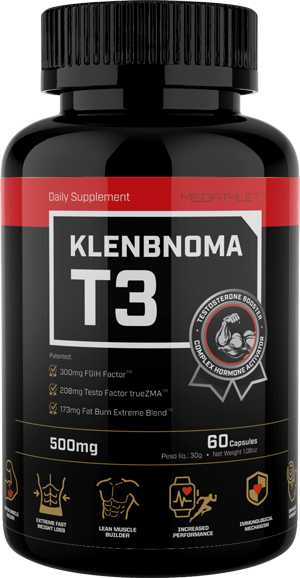 Daily Supplement
MEDATHLET™
KLENBNOMA
T3
TESTOSTERONE BOOSTER
COMPLEX HORMONE ACTIVATOR
Patented:
300mg FGIH Factor™
208mg Testo Factor trueZMA™
173mg Fat Burn Extreme Blend™
500mg
60 Capsules
Peso líq.: 30g • Net Weight 1,06oz
EXTREME FAST
WEIGHT LOSS
LEAN MUSCLE
BUILDER
INCREASED
PERFORMANCE
IMMUNOLOGICAL
MECHANISM